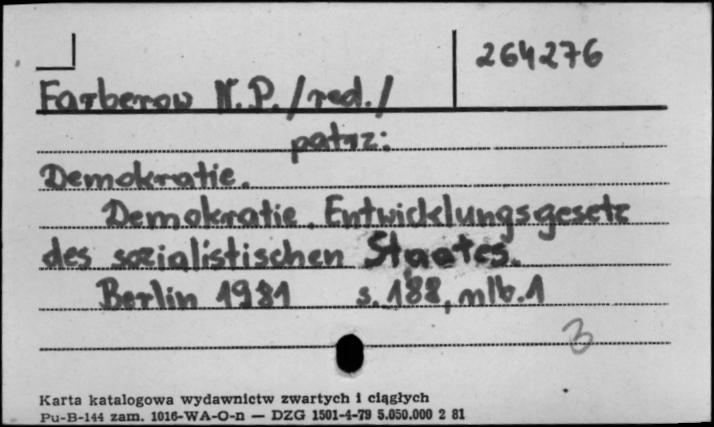 264276
Farberow N.P. /red./
patrz:
Demokratie.
Demokratie. Entwicklungsgesetz
des sozialistischen Staates.
Berlin 1981 s. 188, nlb. 1
3
Karta katalogowa wydawnictw zwartych i ciągłych
Pu-B-144 zam. 1016-WA-O-n — DZG 1501-4-79 5.050.000 2 81